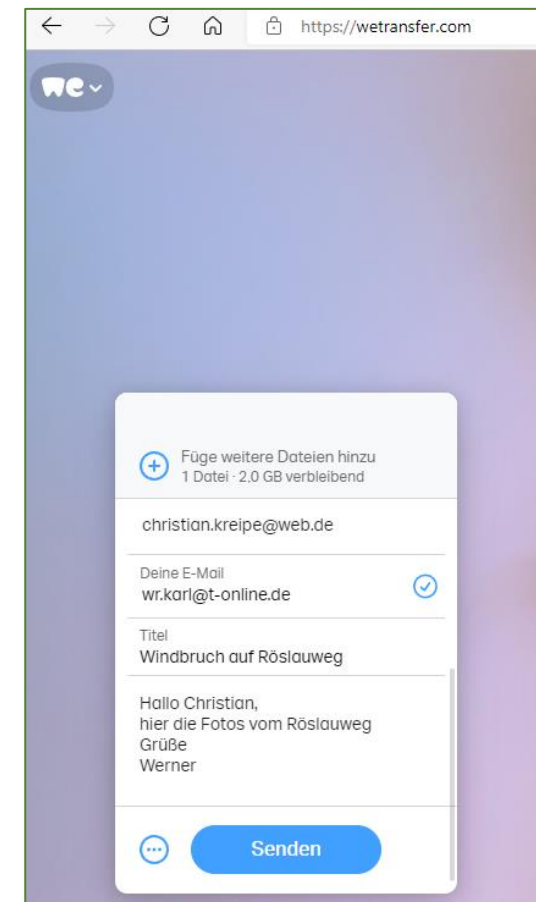 https://wetransfer.com
we
Füge weitere Dateien hinzu
1 Datei · 2,0 GB verbleibend
christian.kreipe@web.de
Deine E-Mail
wr.karl@t-online.de
Titel
Windbruch auf Röslauweg
Hallo Christian,
hier die Fotos vom Röslauweg
Grüße
Werner
Senden